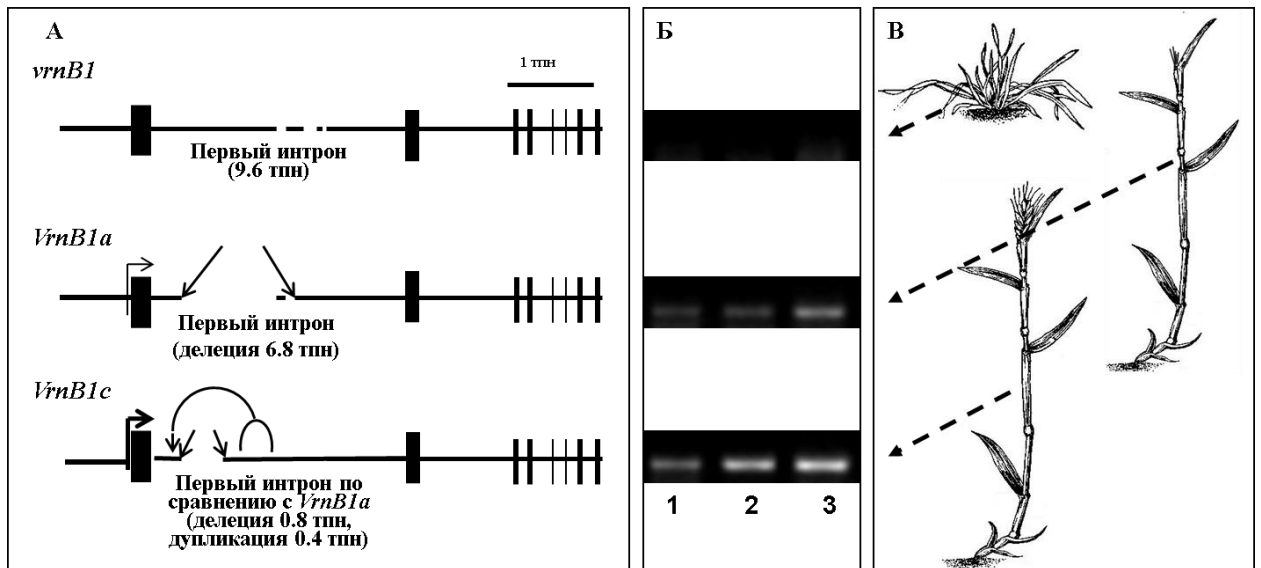 А
vrnB1
1 тпн
Первый интрон
(9.6 тпн)
VrnB1a
Первый интрон
(делеция 6.8 тпн)
VrnB1c
Первый интрон по
сравнению с VrnB1a
(делеция 0.8 тпн,
дупликация 0.4 тпн)
Б
1 2 3
В